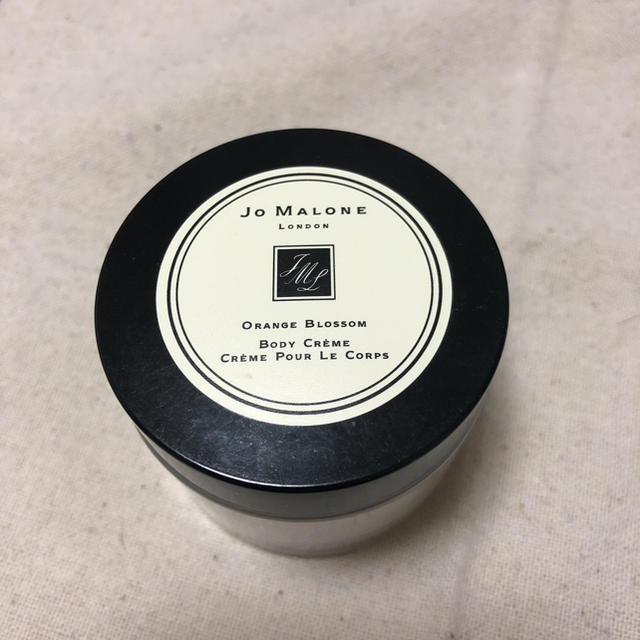 Jo Malone
London
JML
Orange Blossom
Body Crème
Crème Pour Le Corps